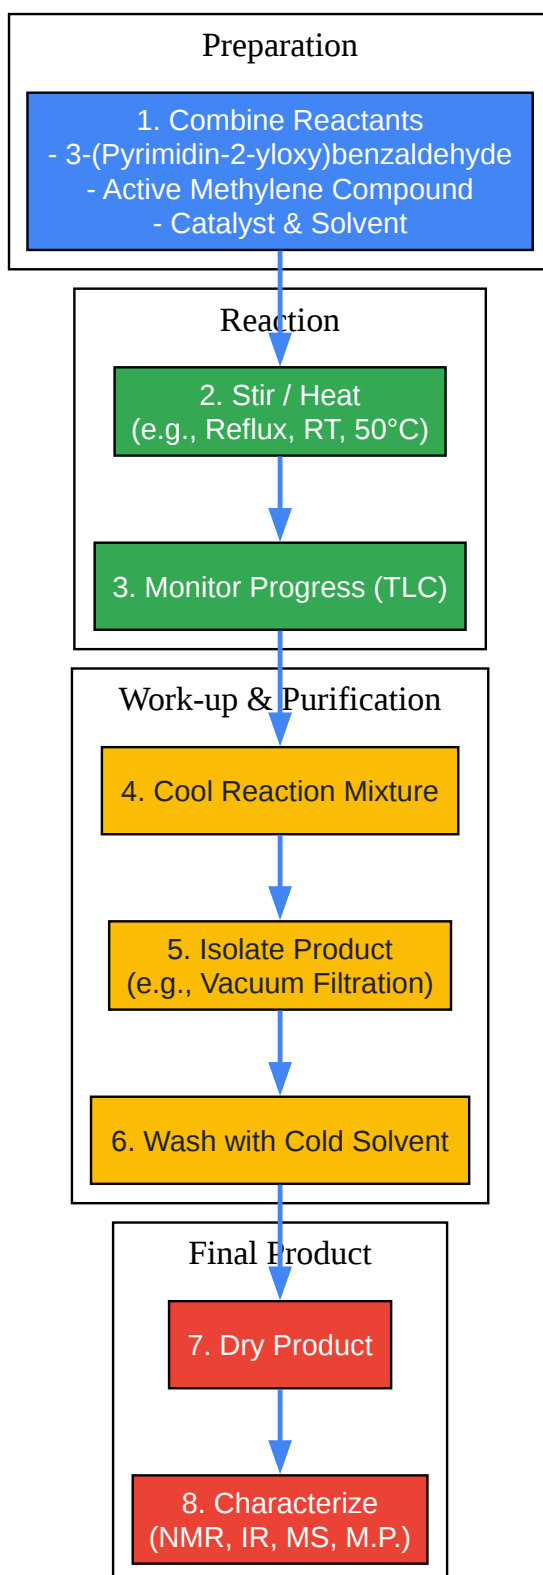 Preparation
1. Combine Reactants
- 3-(Pyrimidin-2-yloxy)benzaldehyde
- Active Methylene Compound
- Catalyst & Solvent
Reaction
2. Stir / Heat
(e.g., Reflux, RT, 50°C)
3. Monitor Progress (TLC)
Work-up & Purification
4. Cool Reaction Mixture
5. Isolate Product
(e.g., Vacuum Filtration)
6. Wash with Cold Solvent
Final Product
7. Dry Product
8. Characterize
(NMR, IR, MS, M.P.)